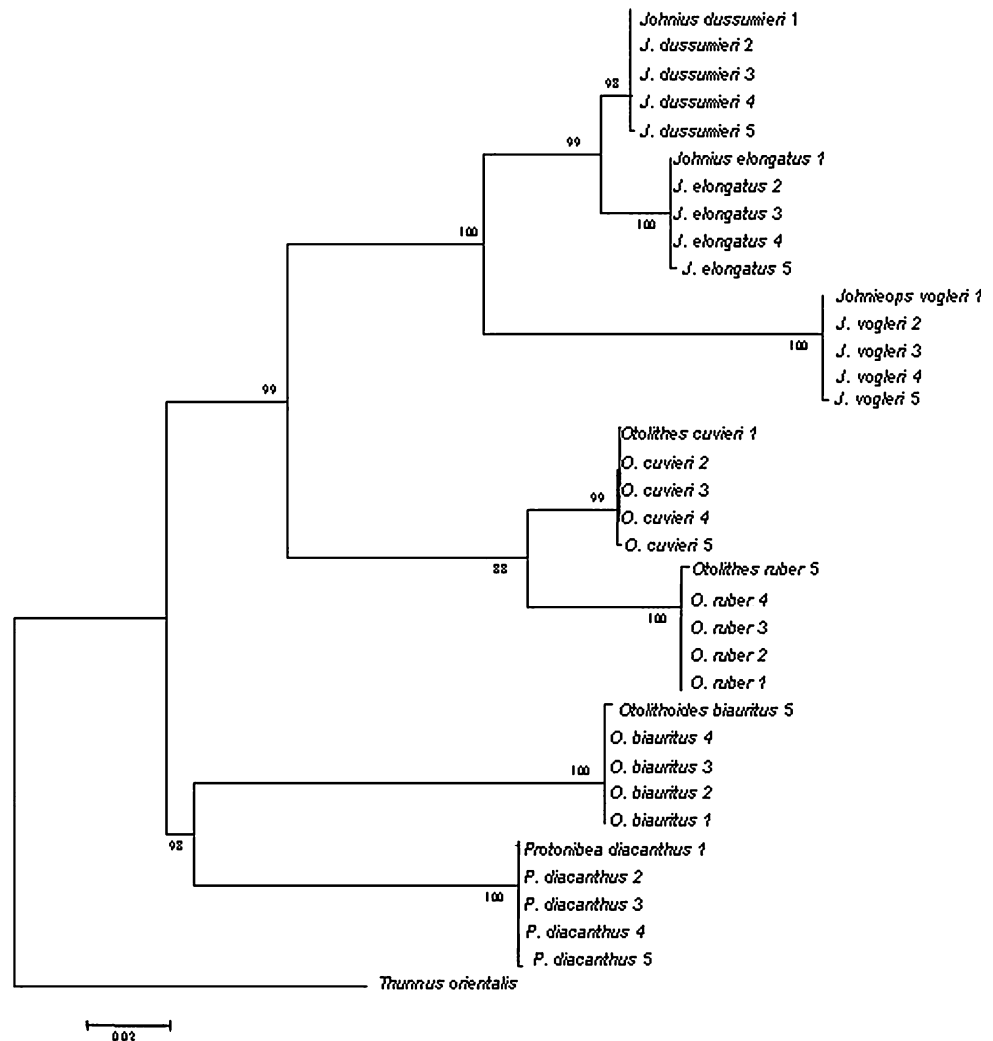 Johnius dussumieri 1
J. dussumieri 2
J. dussumieri 3
98
J. dussumieri 4
J. dussumieri 5
99
Johnius elongatus 1
J. elongatus 2
J. elongatus 3
100
J. elongatus 4
100
J. elongatus 5
Johnieops vogleri 1
J. vogleri 2
100
J. vogleri 3
J. vogleri 4
99
J. vogleri 5
Otolithes cuvieri 1
O. cuvieri 2
O. cuvieri 3
99
O. cuvieri 4
O. cuvieri 5
88
Otolithes ruber 5
O. ruber 4
100
O. ruber 3
O. ruber 2
O. ruber 1
Otolithoides biauritus 5
O. biauritus 4
100
O. biauritus 3
O. biauritus 2
O. biauritus 1
98
Protonibea diacanthus 1
P. diacanthus 2
100
P. diacanthus 3
P. diacanthus 4
P. diacanthus 5
Thunnus orientalis
0.02